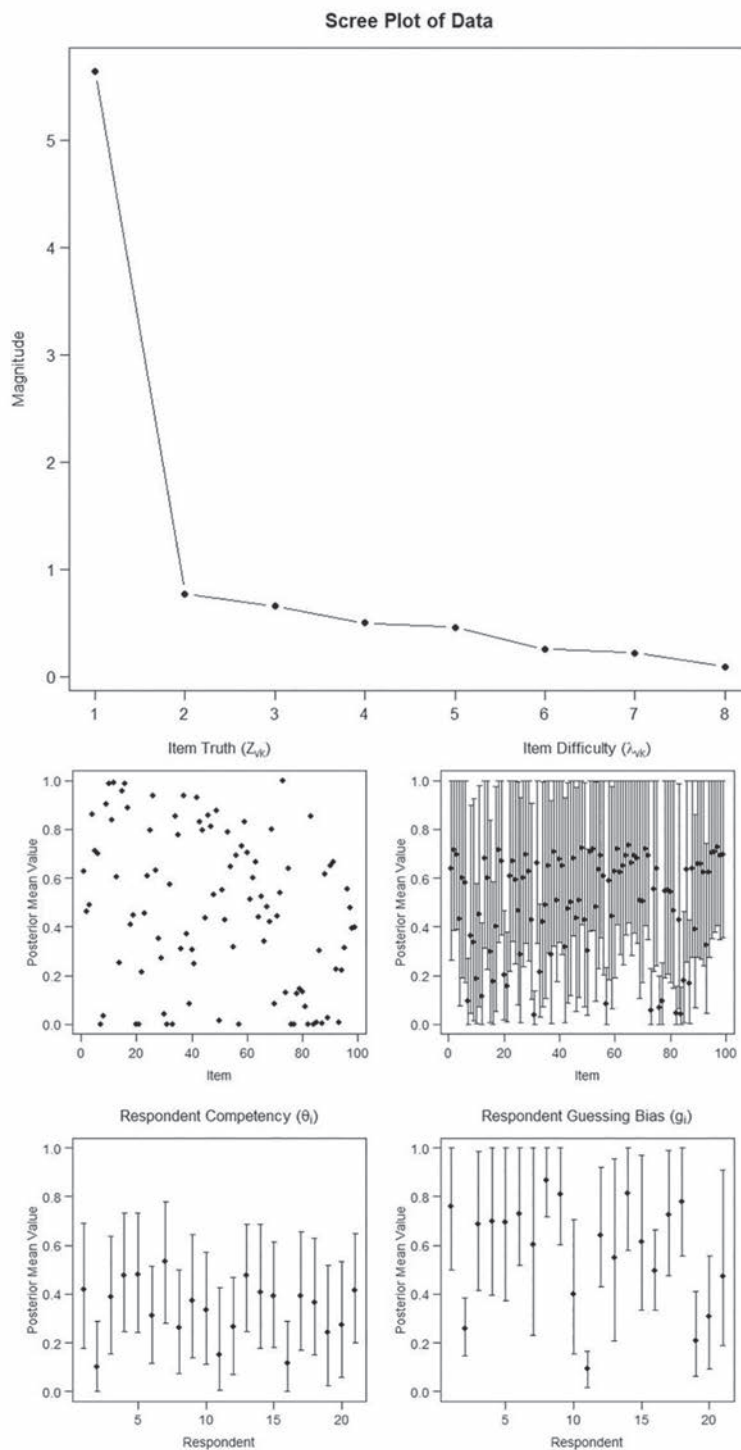 Scree Plot of Data
Magnitude
5
4
3
2
1
0
1 2 3 4 5 6 7 8
Item Truth (Zvk)
Posterior Mean Value
1.0
0.8
0.6
0.4
0.2
0.0
0 20 40 60 80 100
Item
Item Difficulty (λvk)
Posterior Mean Value
1.0
0.8
0.6
0.4
0.2
0.0
0 20 40 60 80 100
Item
Respondent Competency (θi)
Posterior Mean Value
1.0
0.8
0.6
0.4
0.2
0.0
5 10 15 20
Respondent
Respondent Guessing Bias (gi)
Posterior Mean Value
1.0
0.8
0.6
0.4
0.2
0.0
5 10 15 20
Respondent